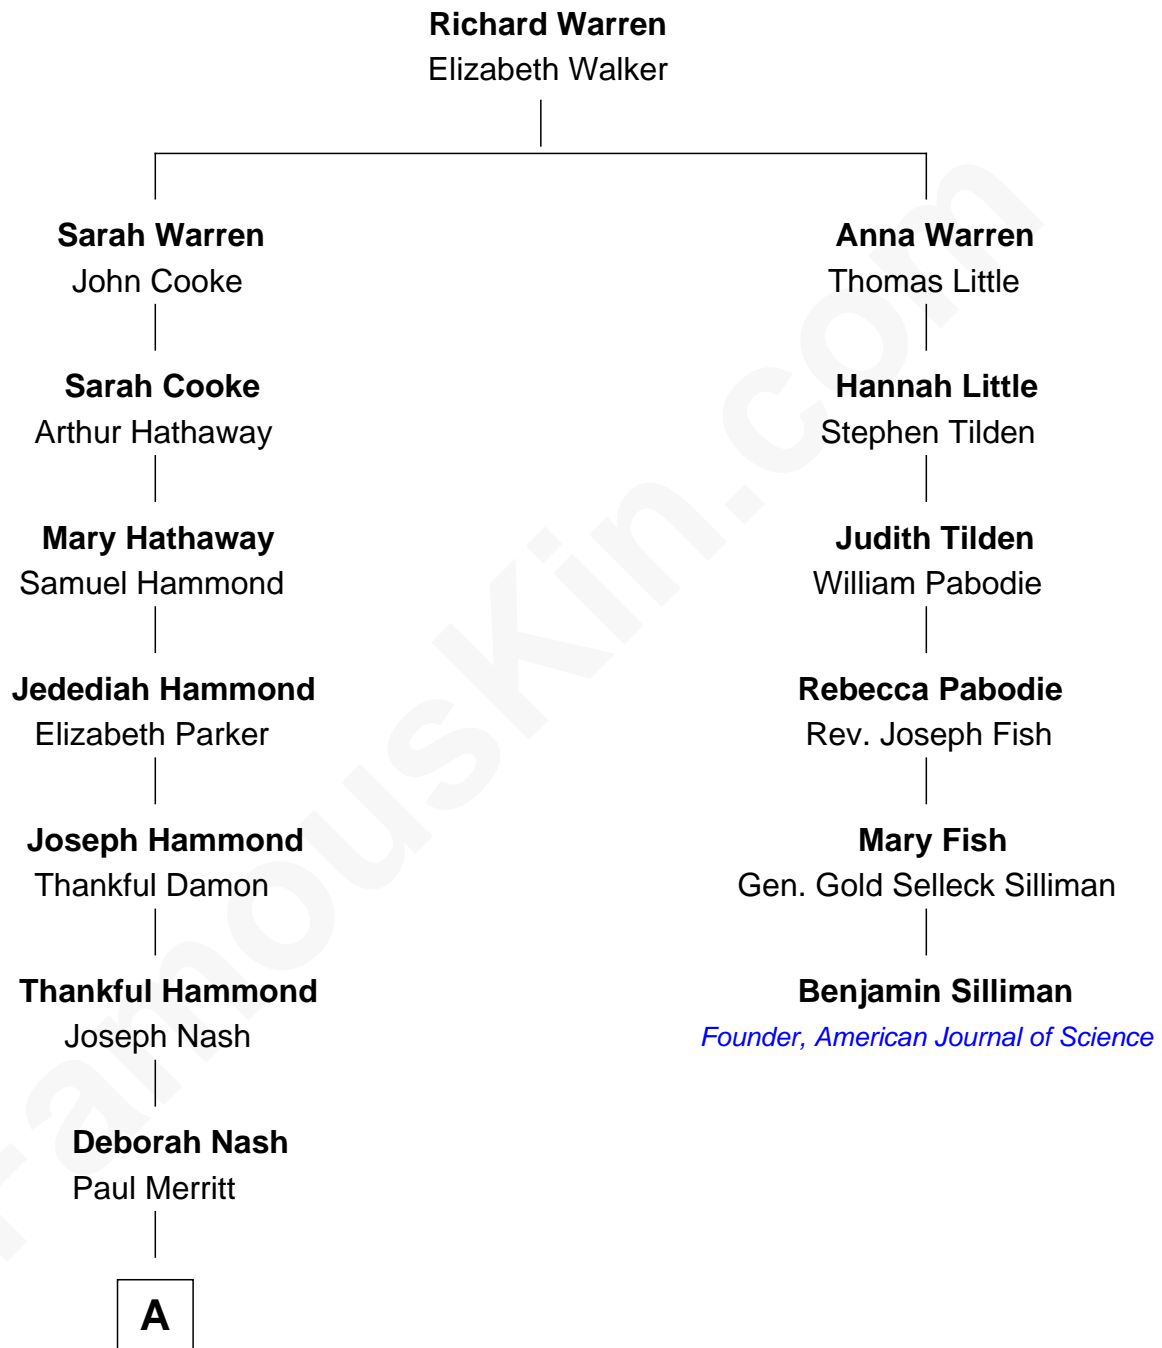 Richard Warren
Elizabeth Walker
Sarah Warren
John Cooke
Anna Warren
Thomas Little
Sarah Cooke
Arthur Hathaway
Hannah Little
Stephen Tilden
Mary Hathaway
Samuel Hammond
Judith Tilden
William Pabodie
Jedediah Hammond
Elizabeth Parker
Rebecca Pabodie
Rev. Joseph Fish
Joseph Hammond
Thankful Damon
Mary Fish
Gen. Gold Selleck Silliman
Thankful Hammond
Joseph Nash
Benjamin Silliman
Founder, American Journal of Science
Deborah Nash
Paul Merritt
A
FamousKin.com